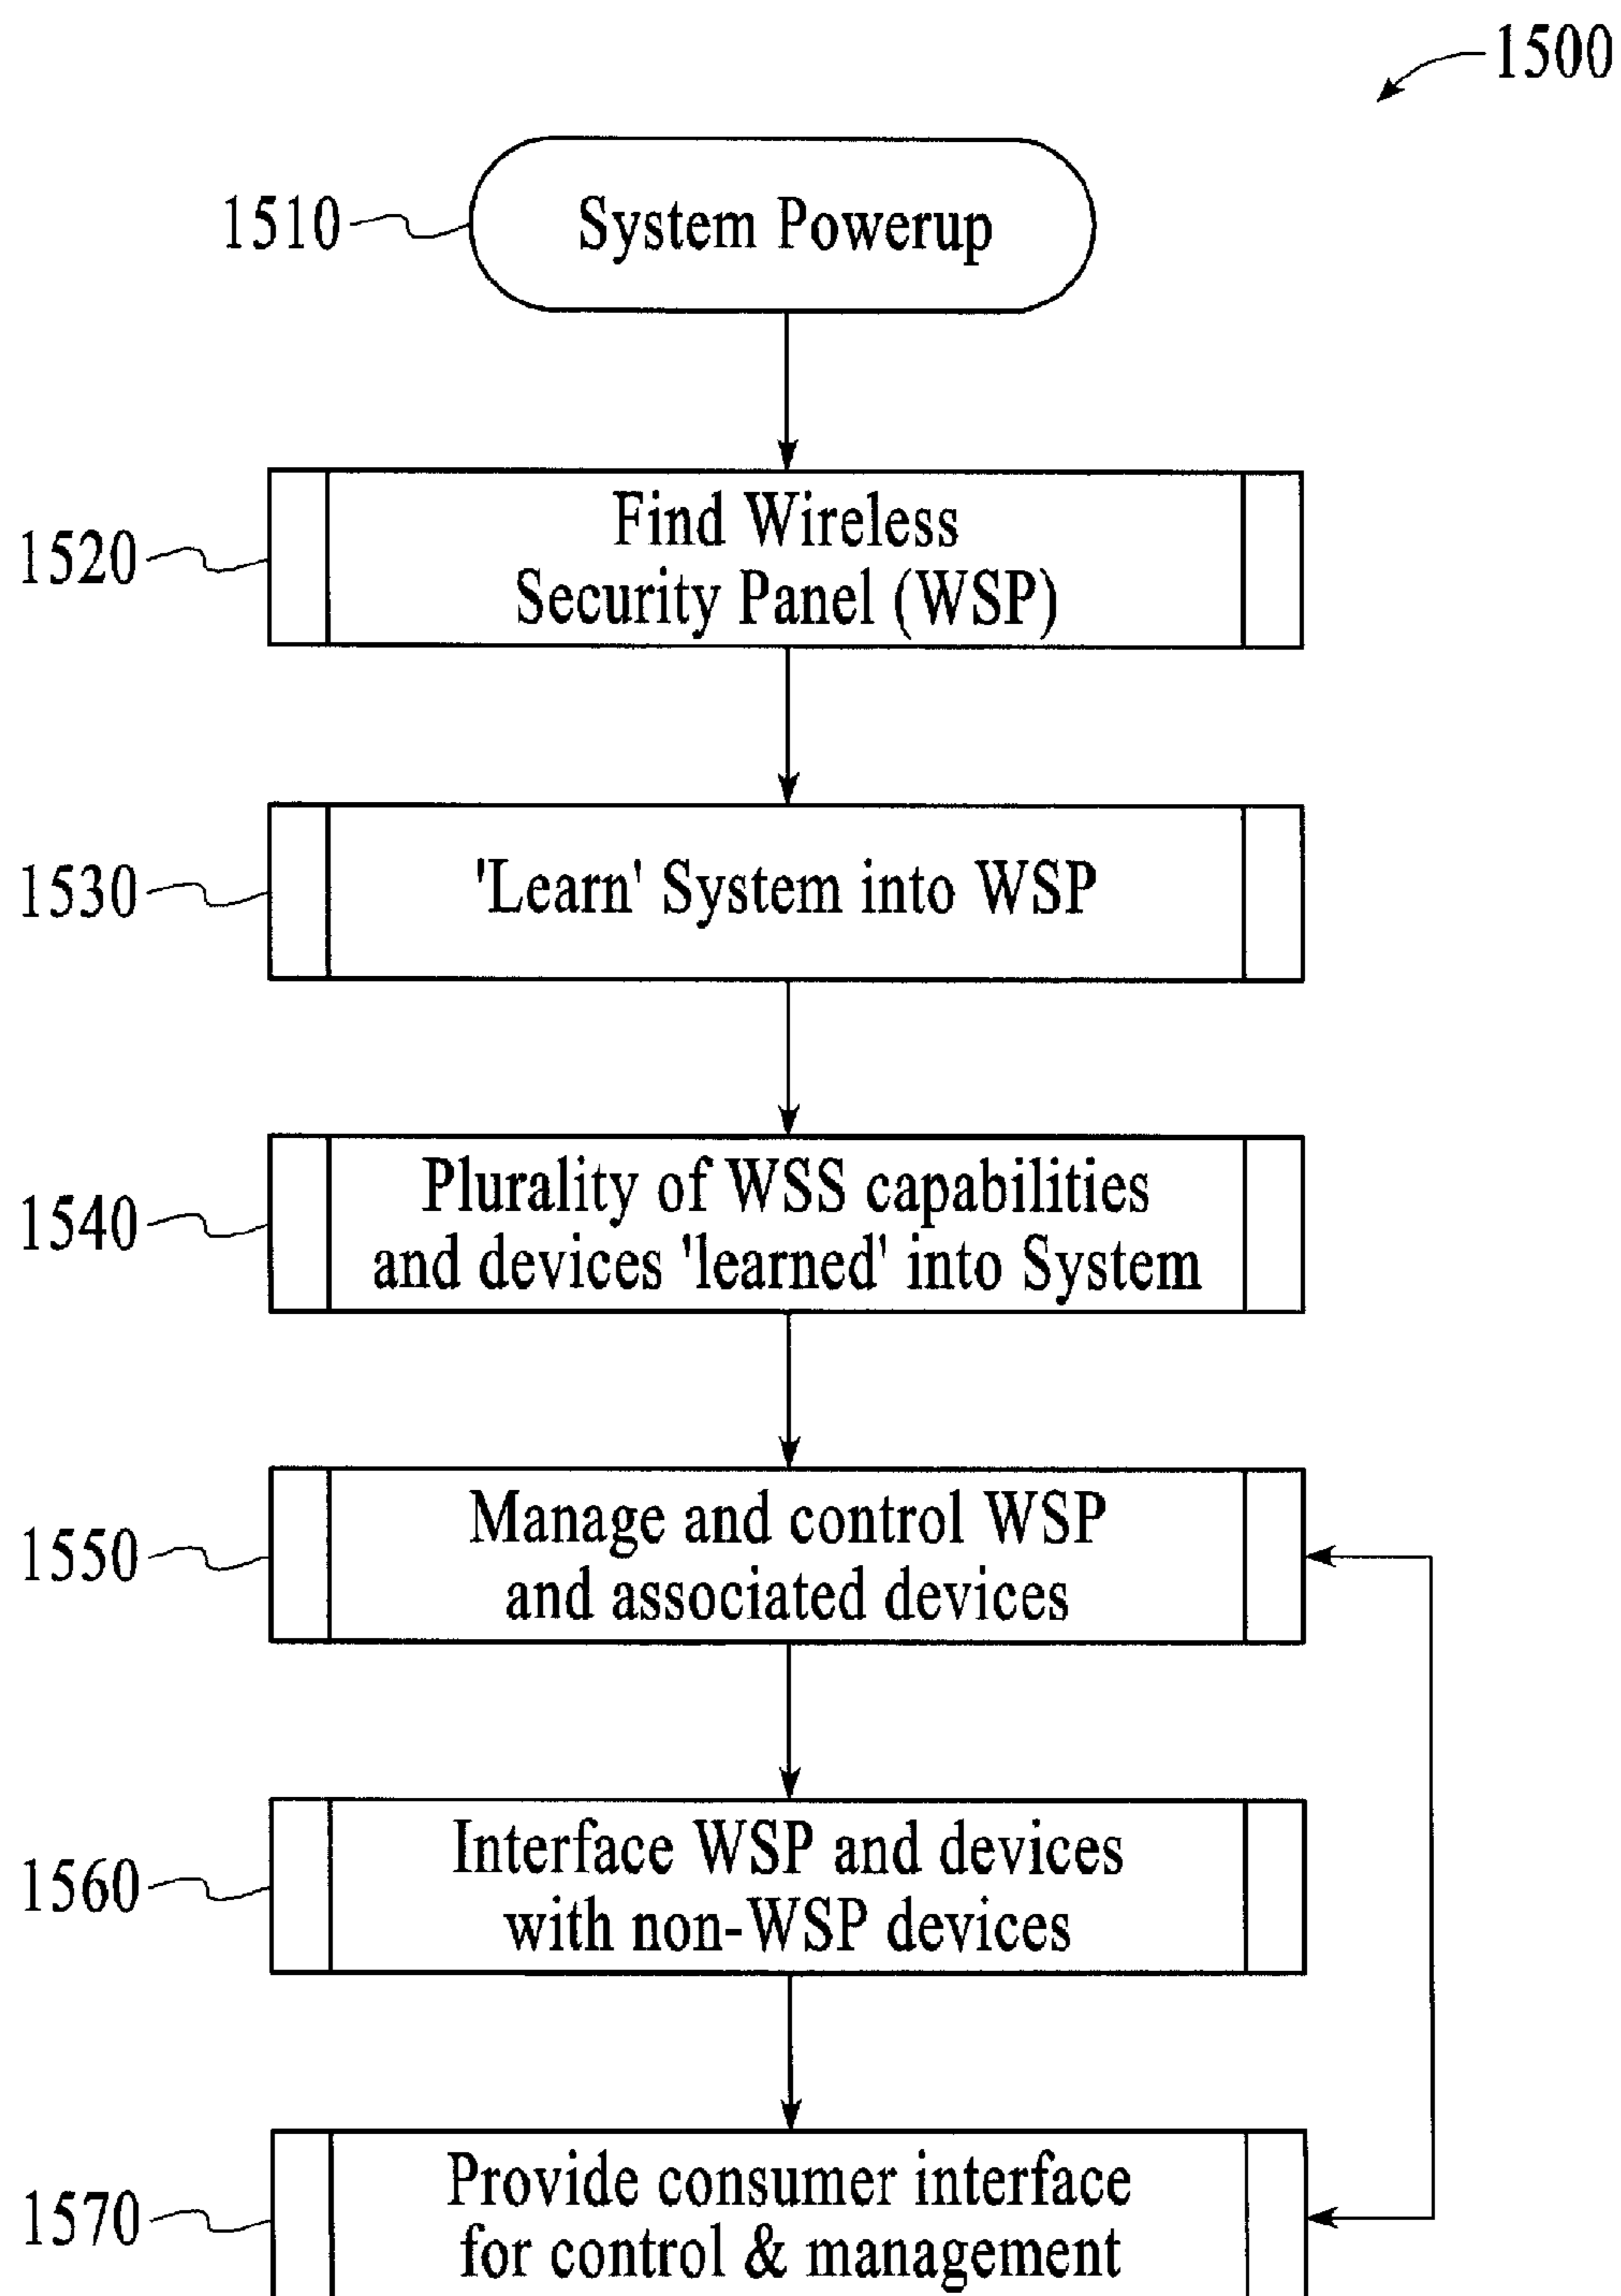 1500
1510
System Powerup
1520
Find Wireless
Security Panel (WSP)
1530
'Learn' System into WSP
1540
Plurality of WSS capabilities
and devices 'learned' into System
1550
Manage and control WSP
and associated devices
1560
Interface WSP and devices
with non-WSP devices
1570
Provide consumer interface
for control & management